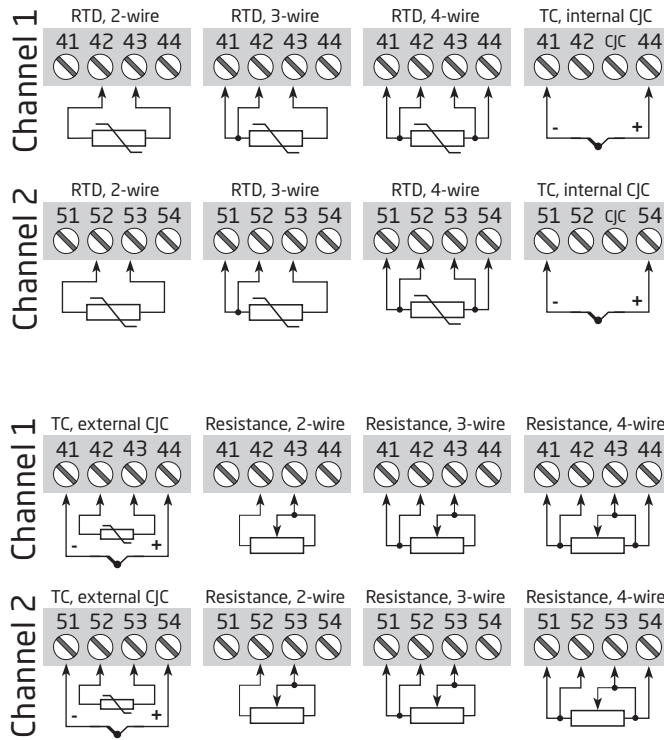 Channel 1
RTD, 2-wire RTD, 3-wire RTD, 4-wire TC, internal CJC
41 42 43 44 41 42 43 44 41 42 43 44 41 42 CJC 44
- +
Channel 2
RTD, 2-wire RTD, 3-wire RTD, 4-wire TC, internal CJC
51 52 53 54 51 52 53 54 51 52 53 54 51 52 CJC 54
- +
Channel 1
TC, external CJC Resistance, 2-wire Resistance, 3-wire Resistance, 4-wire
41 42 43 44 41 42 43 44 41 42 43 44 41 42 43 44
- +
Channel 2
TC, external CJC Resistance, 2-wire Resistance, 3-wire Resistance, 4-wire
51 52 53 54 51 52 53 54 51 52 53 54 51 52 53 54
- +